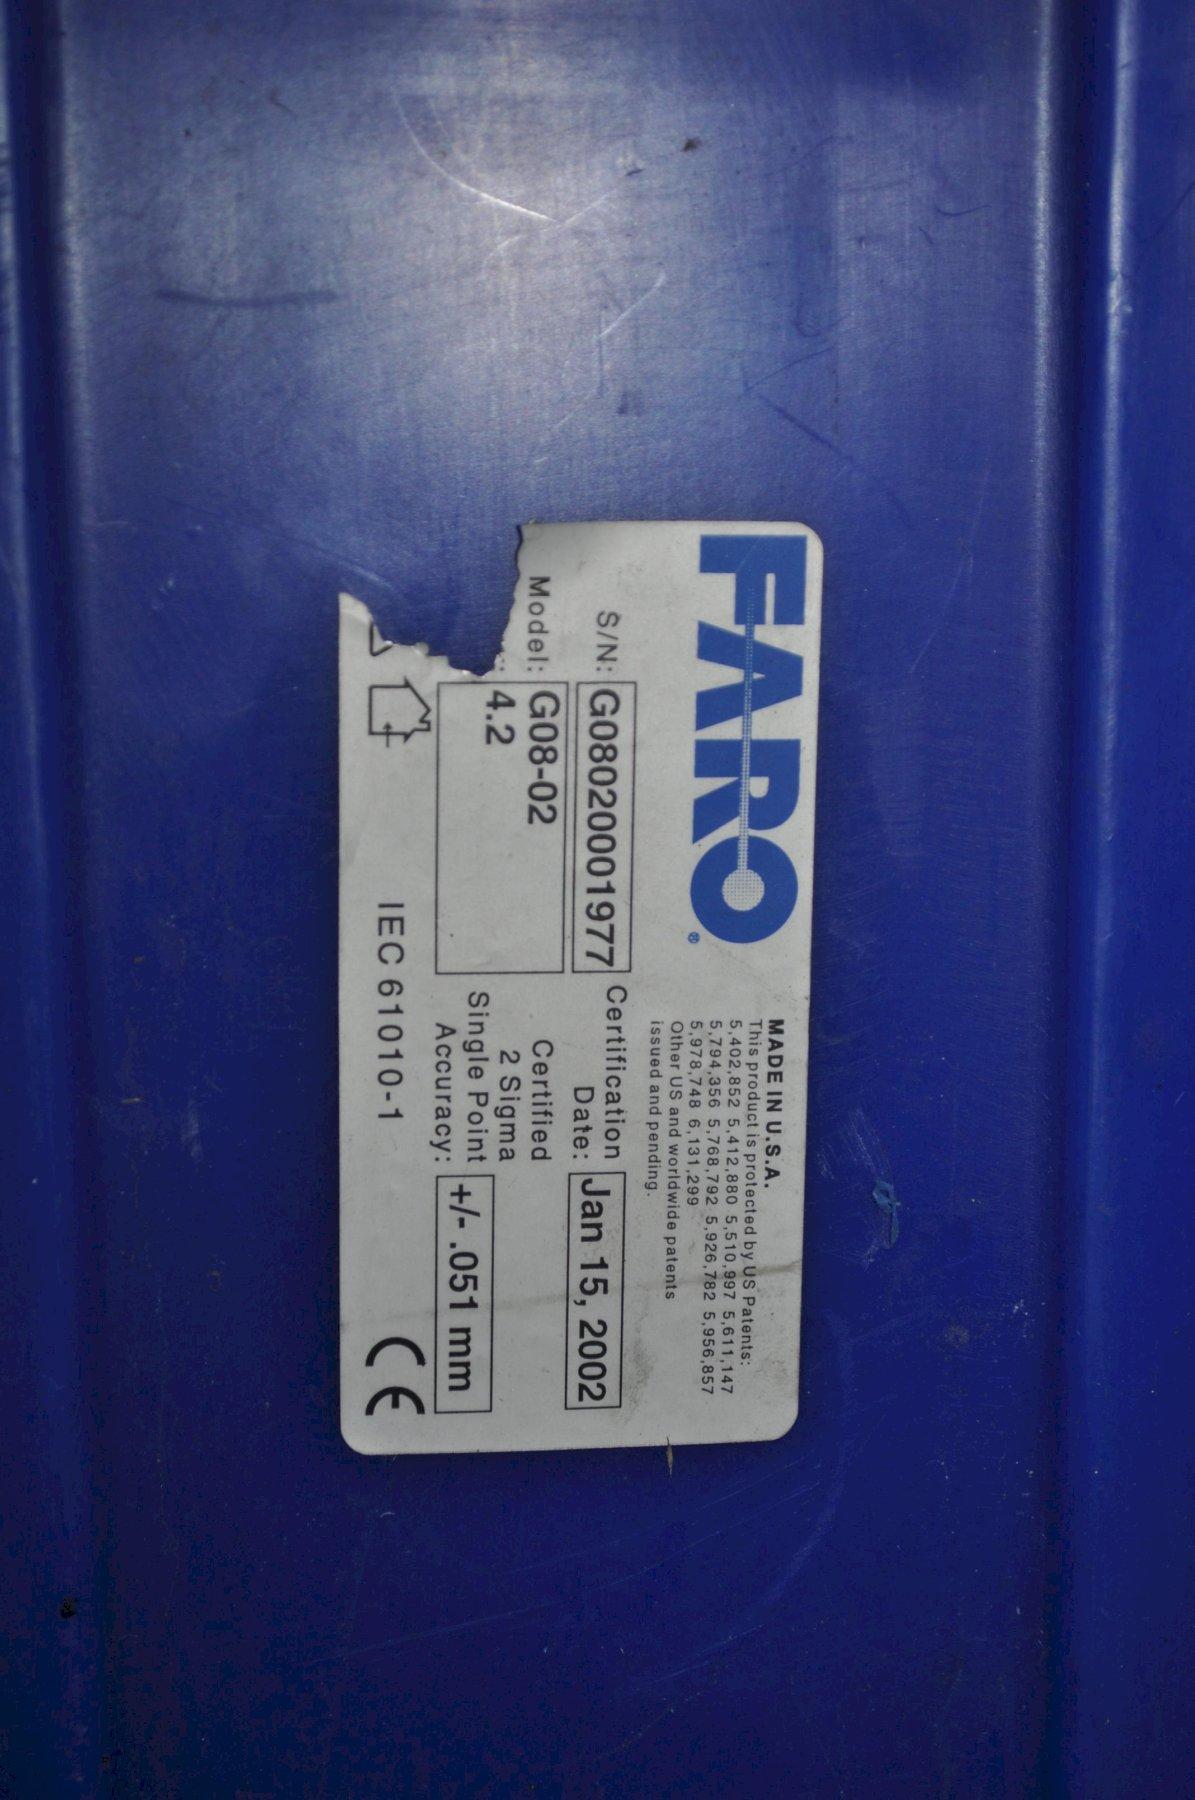 FARO®
MADE IN U.S.A.
This product is protected by US Patents:
5,402,852 5,412,880 5,510,997 5,611,147
5,794,356 5,768,792 5,926,782 5,956,857
5,978,748 6,131,299
Other US and worldwide patents
issued and pending.
S/N: G08020001977
Certification
Date: Jan 15, 2002
Model: G08-02
: 4.2
Certified
2 Sigma
Single Point
Accuracy: +/- .051 mm
IEC 61010-1
CE